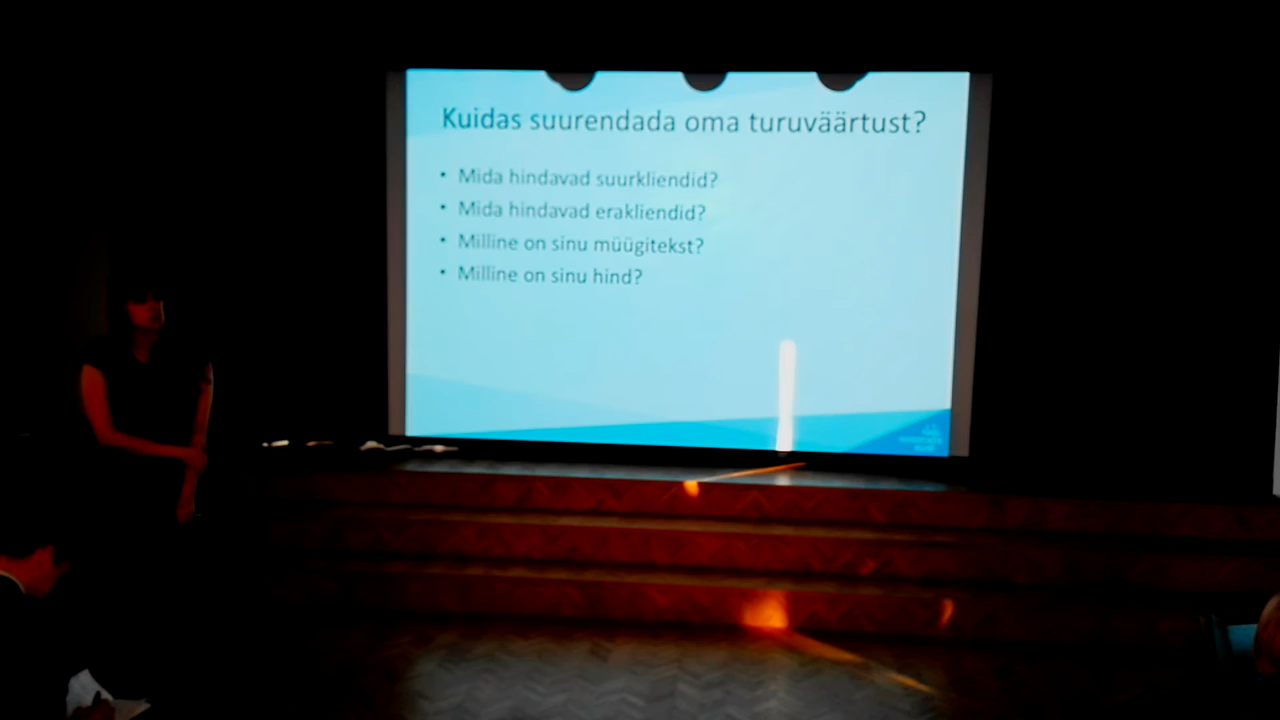 Kuidas suurendada oma turuväärtust?
• Mida hindavad suurkliendid?
• Mida hindavad erakliendid?
• Milline on sinu müügitekst?
• Milline on sinu hind?